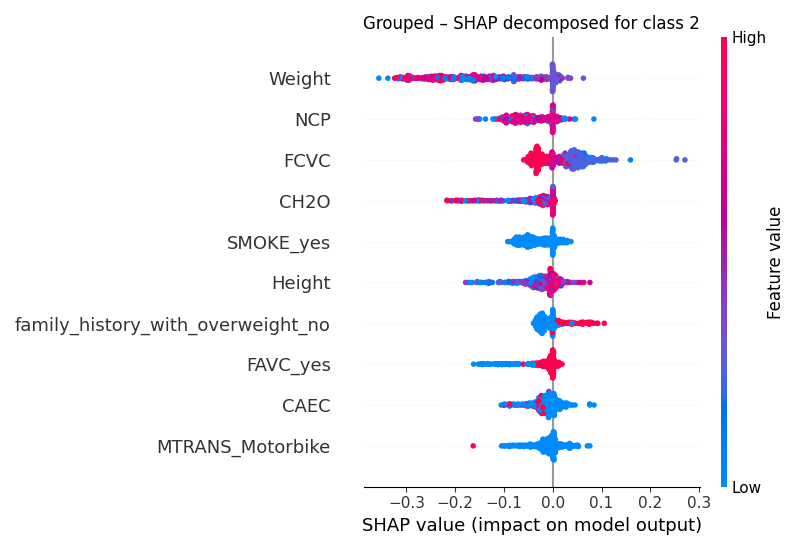 Grouped – SHAP decomposed for class 2
High
Weight
NCP
FCVC
CH2O
SMOKE_yes
Height
family_history_with_overweight_no
FAVC_yes
CAEC
MTRANS_Motorbike
Feature value
Low
−0.3 −0.2 −0.1 0.0 0.1 0.2 0.3
SHAP value (impact on model output)